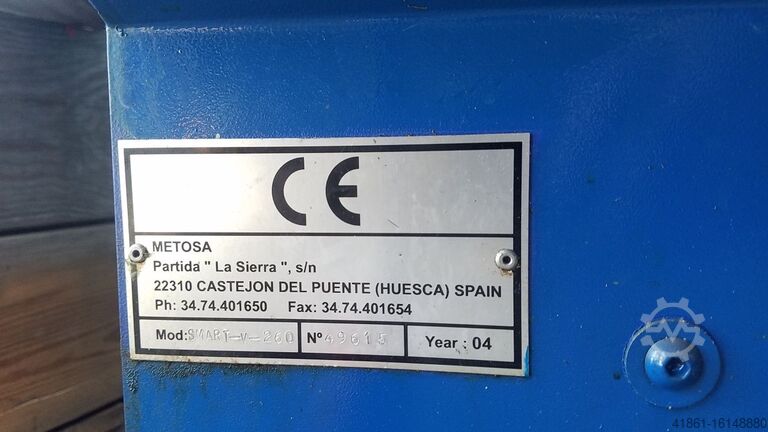 CE
METOSA
Partida " La Sierra ", s/n
22310 CASTEJON DEL PUENTE (HUESCA) SPAIN
Ph: 34.74.401650 Fax: 34.74.401654
Mod:SMART-V-260 Nº49615 Year : 04
41861-16148880